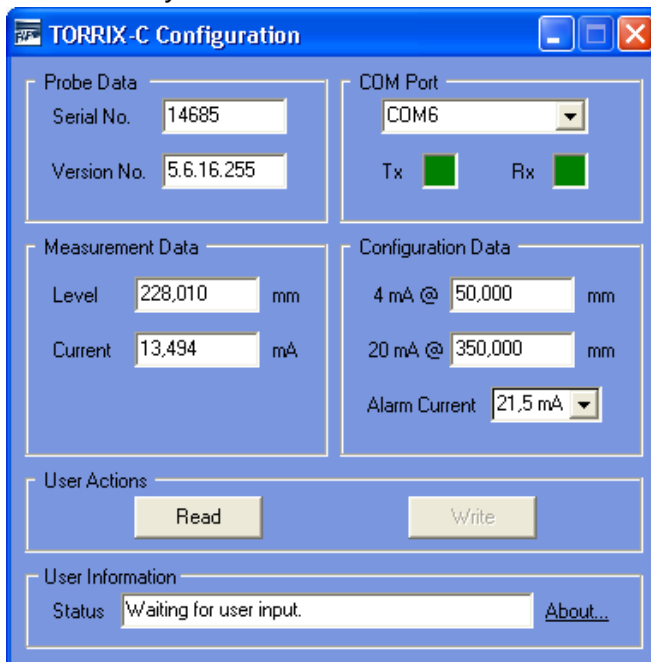 TORRIX-C Configuration
Probe Data
Serial No. 14685
Version No. 5.6.16.255
COM Port
COM6
Tx Rx
Measurement Data
Level 228,010 mm
Current 13,494 mA
Configuration Data
4 mA @ 50,000 mm
20 mA @ 350,000 mm
Alarm Current 21,5 mA
User Actions
Read Write
User Information
Status Waiting for user input. About...